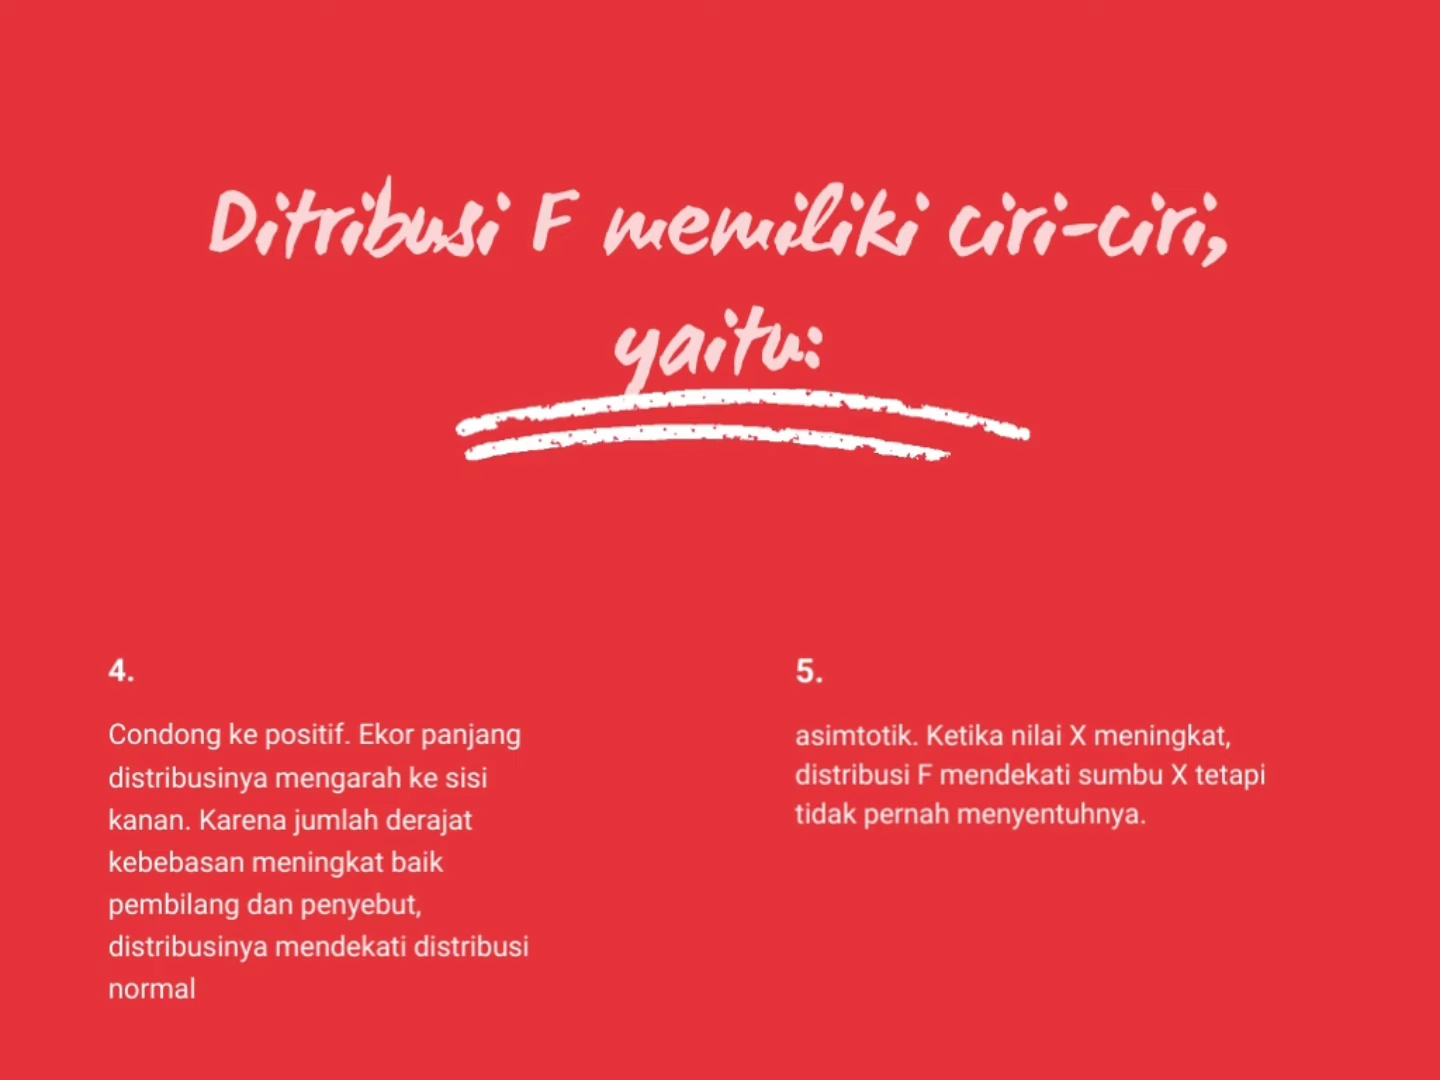 Ditribusi F memiliki ciri-ciri,
yaitu:
4.
Condong ke positif. Ekor panjang
distribusinya mengarah ke sisi
kanan. Karena jumlah derajat
kebebasan meningkat baik
pembilang dan penyebut,
distribusinya mendekati distribusi
normal
5.
asimtotik. Ketika nilai X meningkat,
distribusi F mendekati sumbu X tetapi
tidak pernah menyentuhnya.